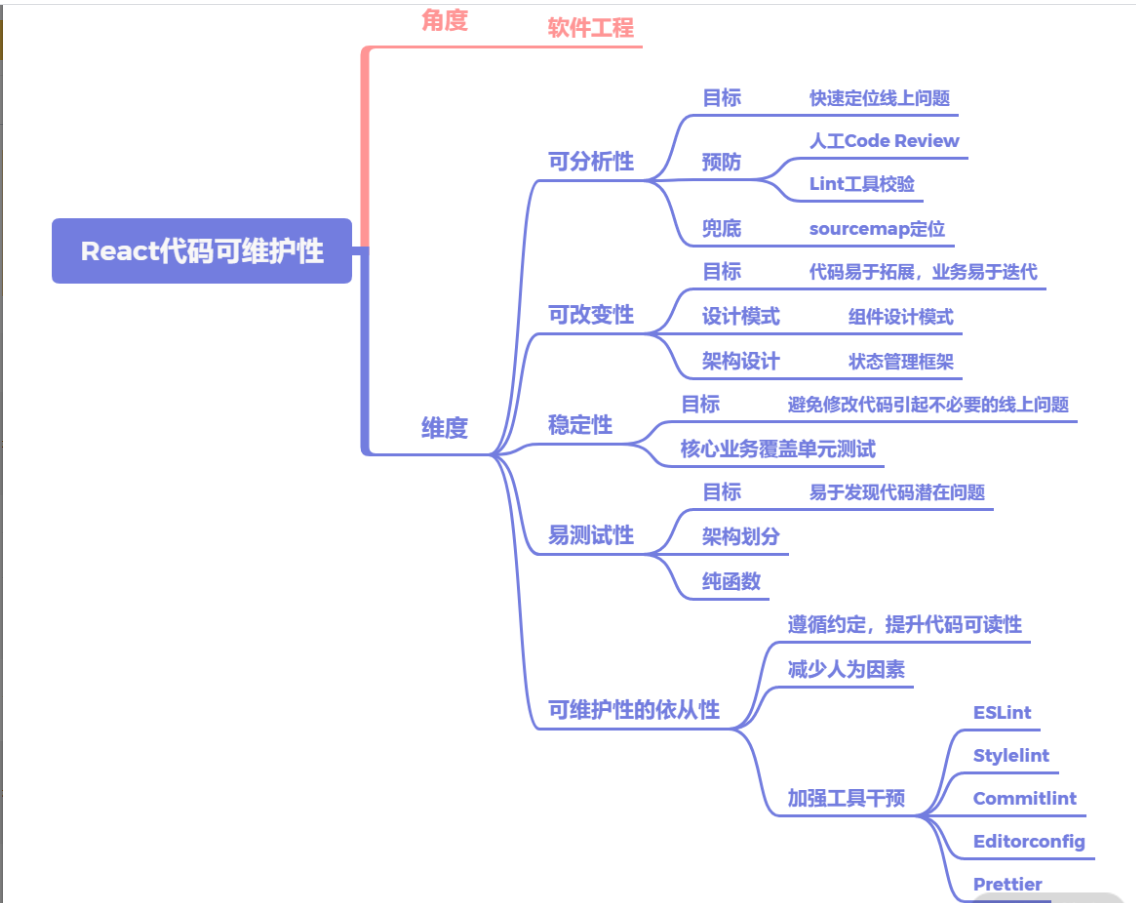 角度
软件工程
目标
快速定位线上问题
人工Code Review
可分析性
预防
Lint工具校验
兜底
sourcemap定位
React代码可维护性
目标
代码易于拓展，业务易于迭代
可改变性
设计模式
组件设计模式
架构设计
状态管理框架
目标
避免修改代码引起不必要的线上问题
维度
稳定性
核心业务覆盖单元测试
目标
易于发现代码潜在问题
易测试性
架构划分
纯函数
遵循约定，提升代码可读性
减少人为因素
可维护性的依从性
ESLint
Stylelint
加强工具干预
Commitlint
Editorconfig
Prettier